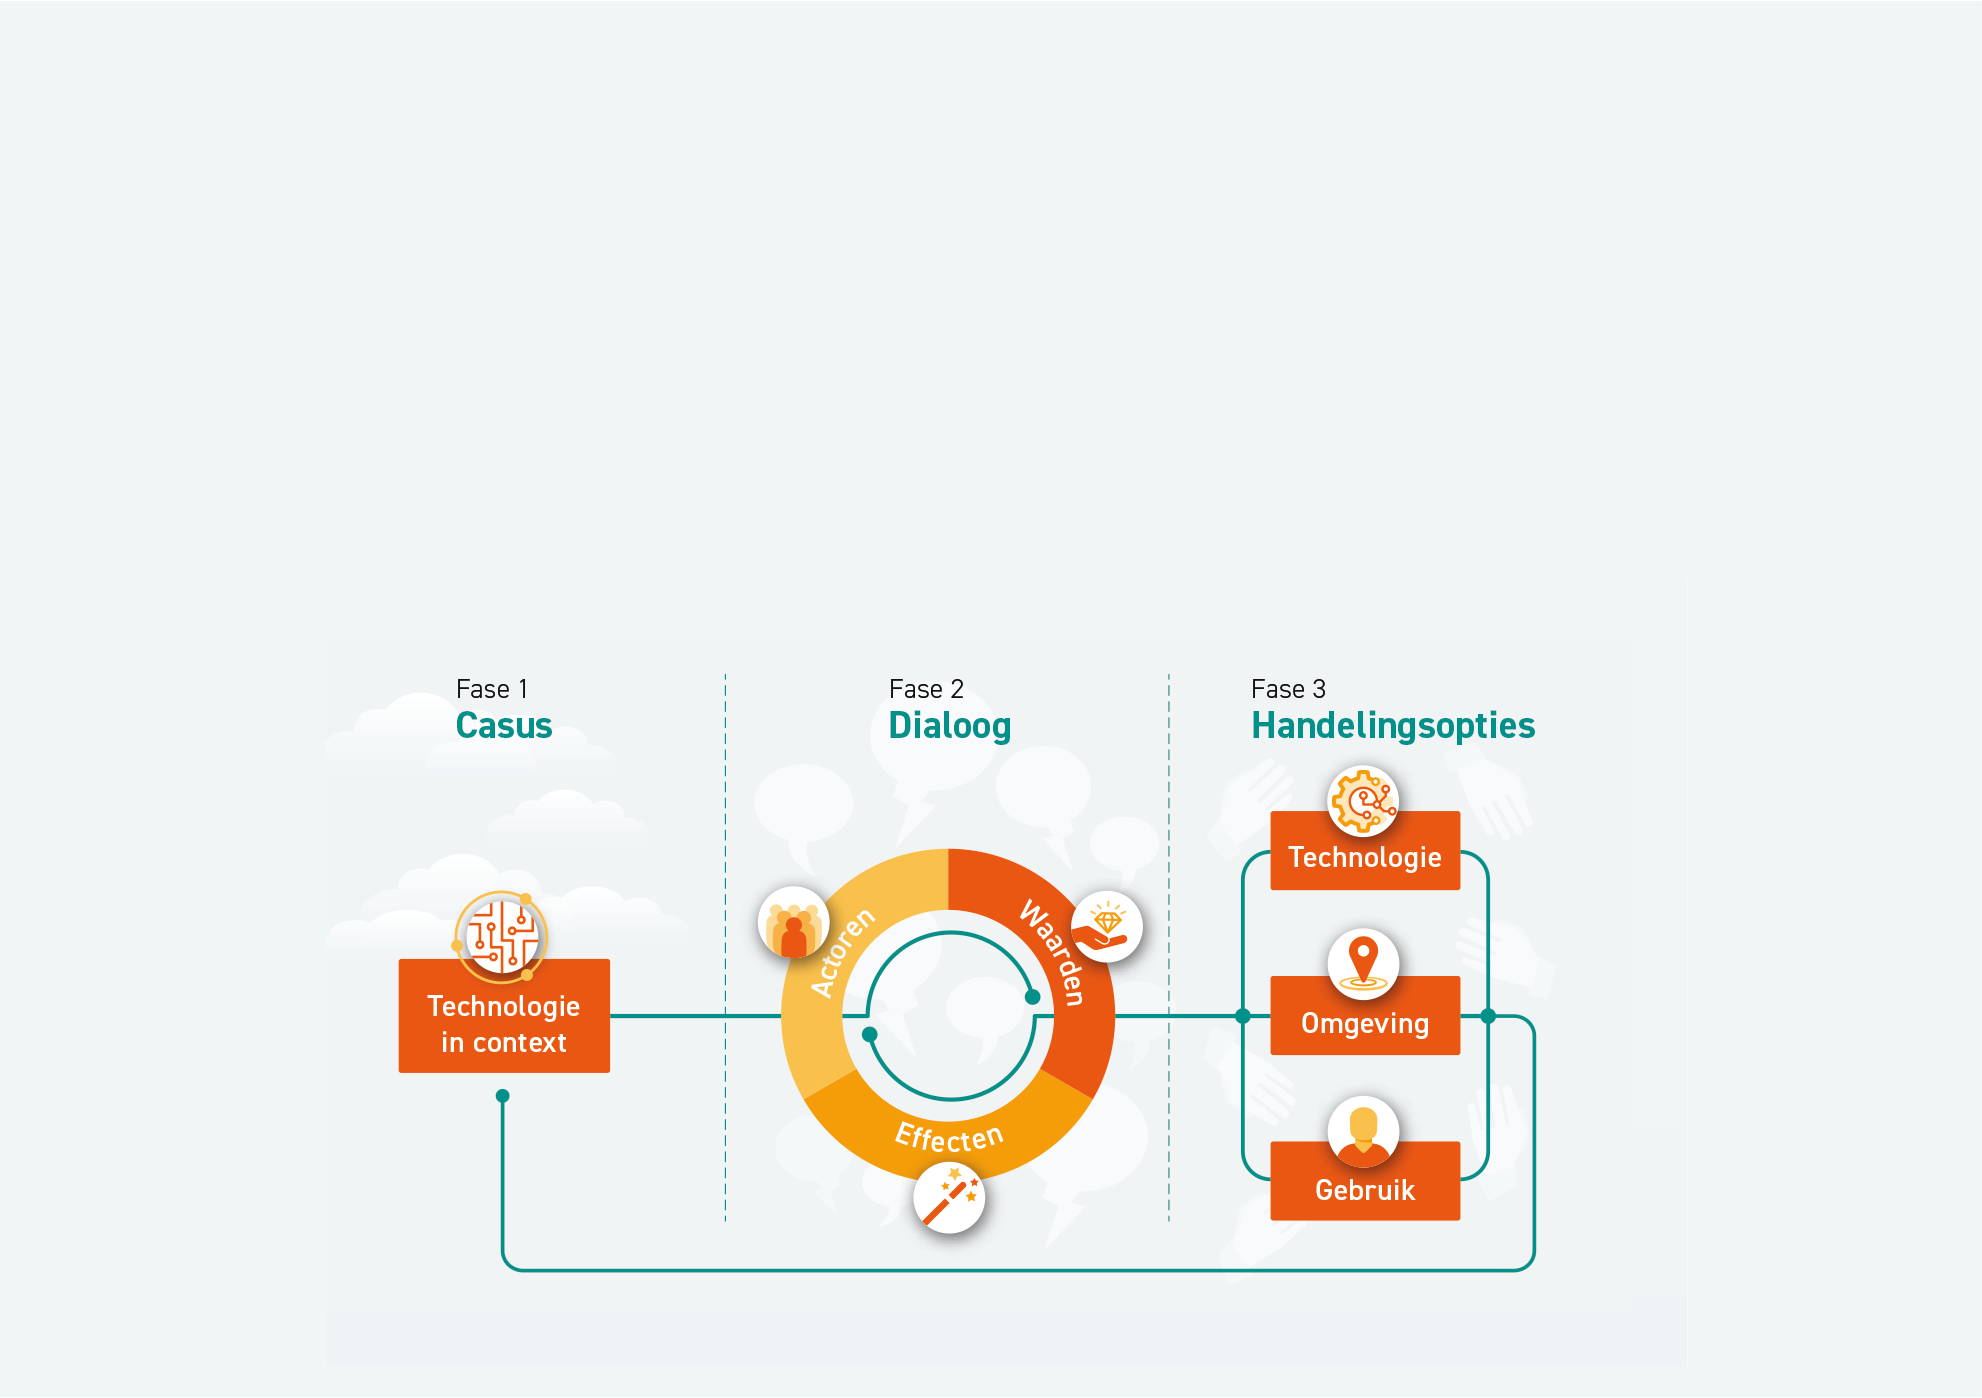 Fase 1
Casus
Technologie
in context
Fase 2
Dialoog
Actoren
Waarden
Effecten
Fase 3
Handelingsopties
Technologie
Omgeving
Gebruik